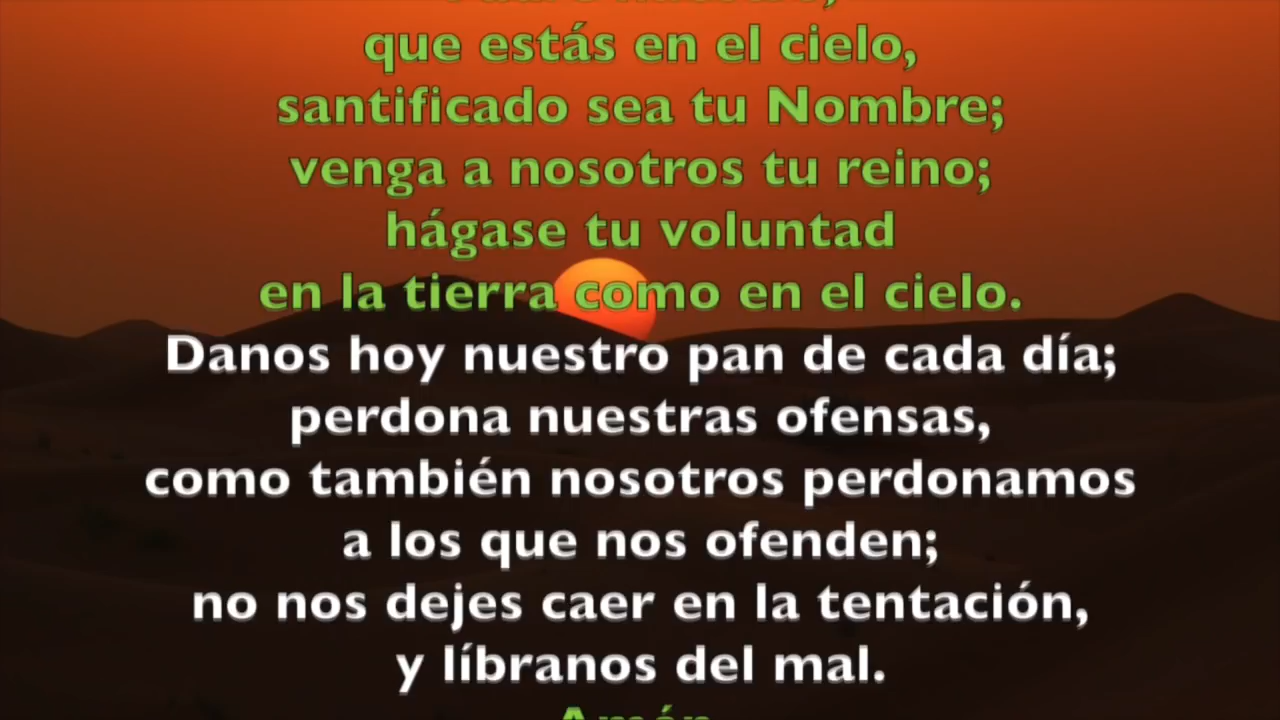 que estás en el cielo,
santificado sea tu Nombre;
venga a nosotros tu reino;
hágase tu voluntad
en la tierra como en el cielo.
Danos hoy nuestro pan de cada día;
perdona nuestras ofensas,
como también nosotros perdonamos
a los que nos ofenden;
no nos dejes caer en la tentación,
y líbranos del mal.
Amén